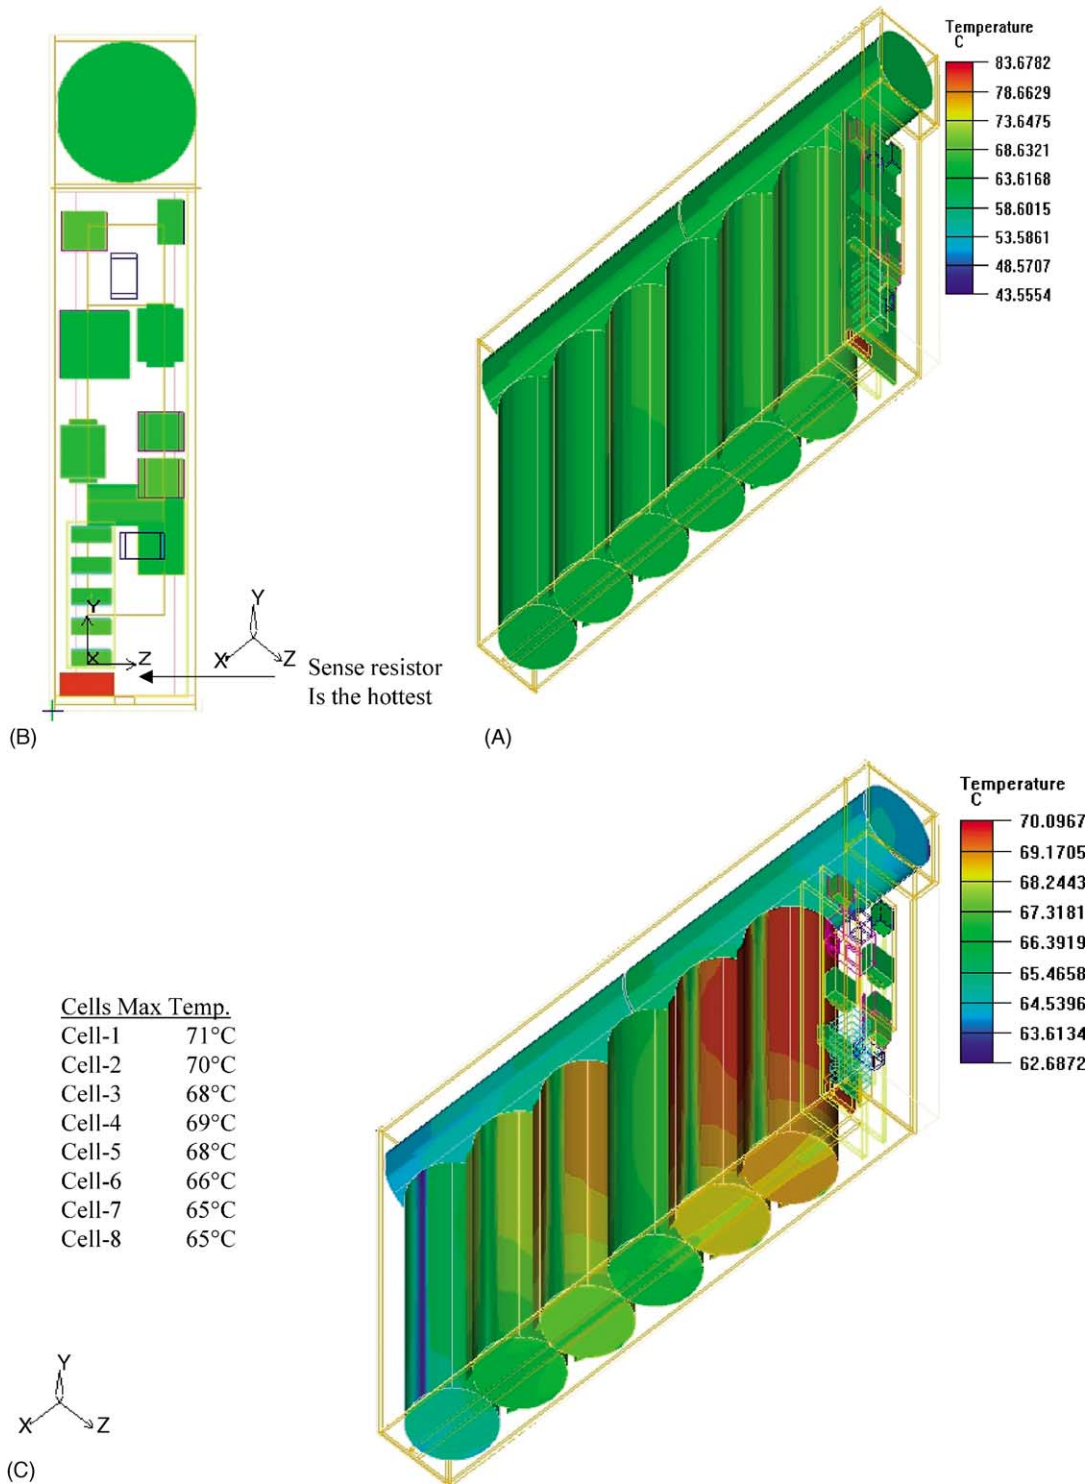 Temperature
C
83.6782
78.6629
73.6475
68.6321
63.6168
58.6015
53.5861
48.5707
43.5554
Y
X
Z
Y
X
Z
Sense resistor
Is the hottest
(B)
(A)
Temperature
C
70.0967
69.1705
68.2443
67.3181
66.3919
65.4658
64.5396
63.6134
62.6872
Cells Max Temp.
Cell-1 71°C
Cell-2 70°C
Cell-3 68°C
Cell-4 69°C
Cell-5 68°C
Cell-6 66°C
Cell-7 65°C
Cell-8 65°C
Y
X
Z
(C)